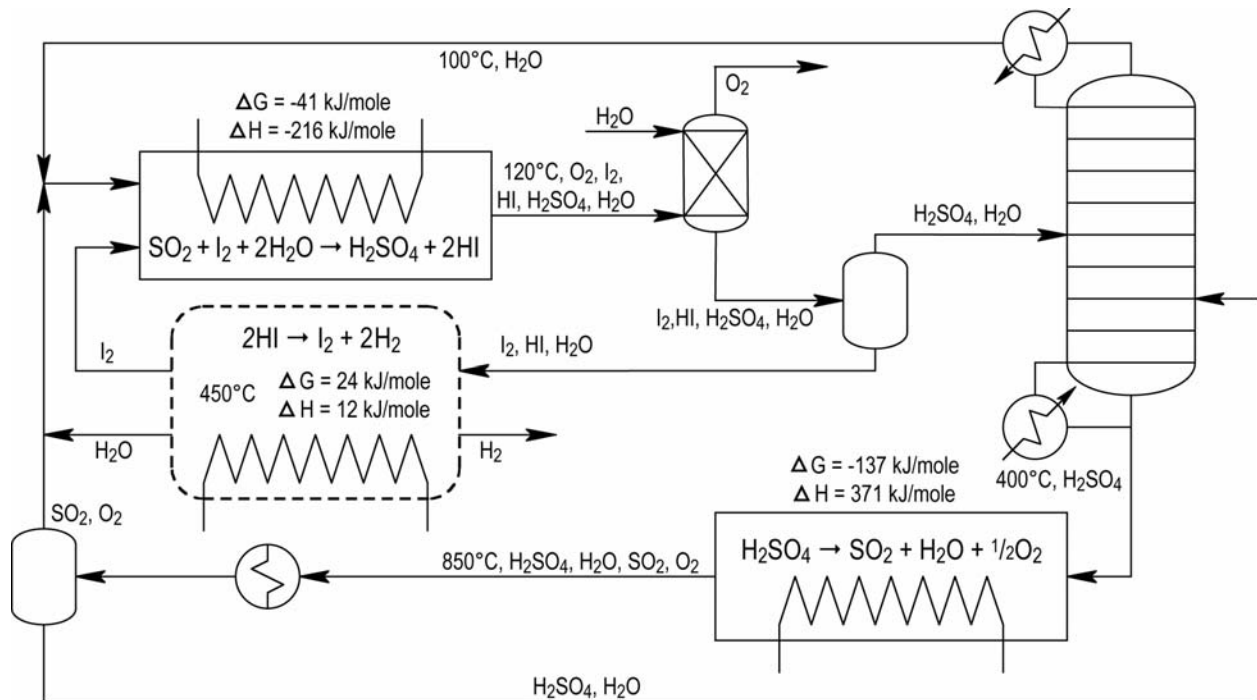 100°C, H₂O
ΔG = -41 kJ/mole
ΔH = -216 kJ/mole
O₂
H₂O
120°C, O₂, I₂,
HI, H₂SO₄, H₂O
SO₂ + I₂ + 2H₂O → H₂SO₄ + 2HI
H₂SO₄, H₂O
I₂,HI, H₂SO₄, H₂O
2HI → I₂ + 2H₂
I₂
I₂, HI, H₂O
450°C
ΔG = 24 kJ/mole
ΔH = 12 kJ/mole
H₂O
H₂
ΔG = -137 kJ/mole
ΔH = 371 kJ/mole
400°C, H₂SO₄
SO₂, O₂
H₂SO₄ → SO₂ + H₂O + 1/2O₂
850°C, H₂SO₄, H₂O, SO₂, O₂
H₂SO₄, H₂O